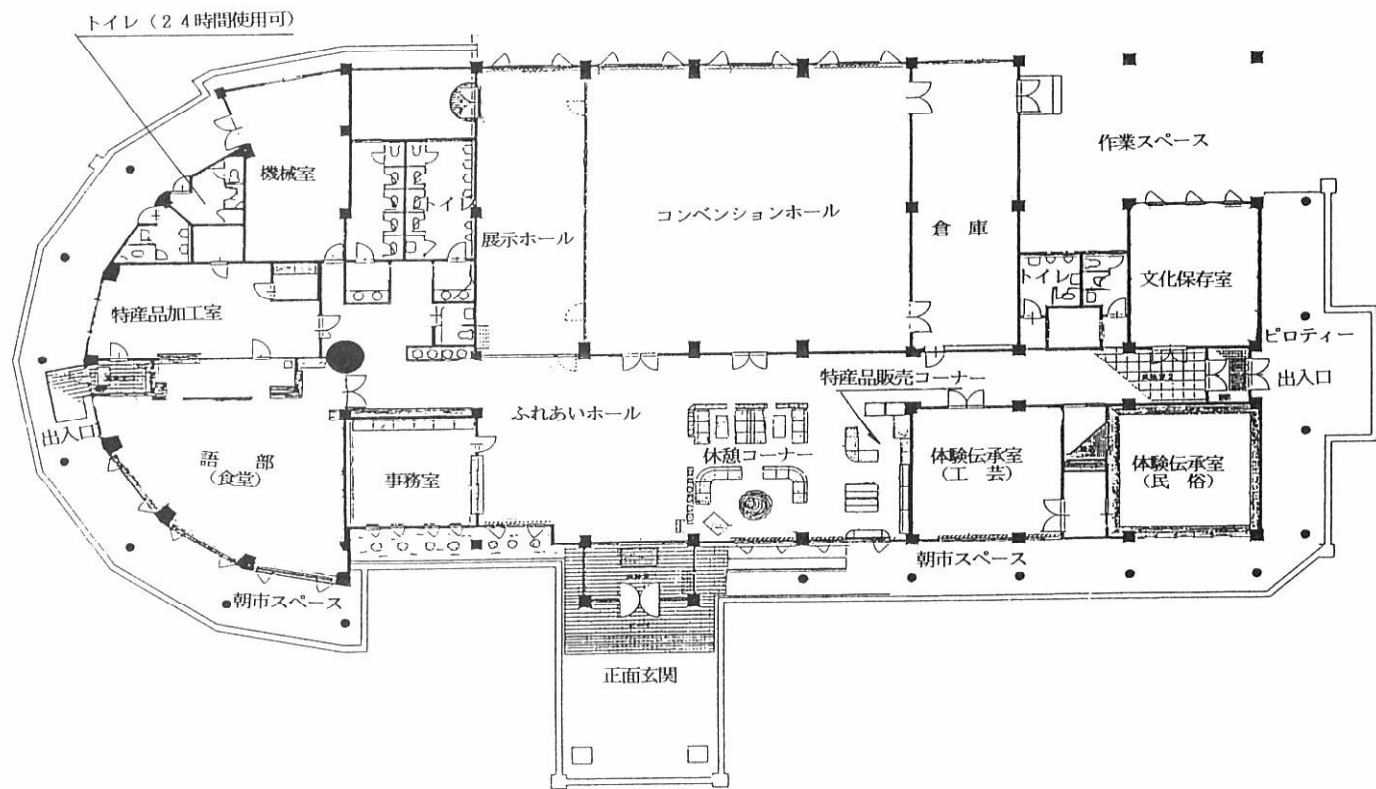 トイレ(24時間使用可)
機械室
トイレ
展示ホール
コンベンションホール
倉庫
作業スペース
トイレ
文化保存室
特産品加工室
ピロティー
特産品販売コーナー
出入口
ふれあいホール
出入口
語部
(食堂)
事務室
休憩コーナー
体験伝承室
(工芸)
体験伝承室
(民俗)
朝市スペース
朝市スペース
正面玄関